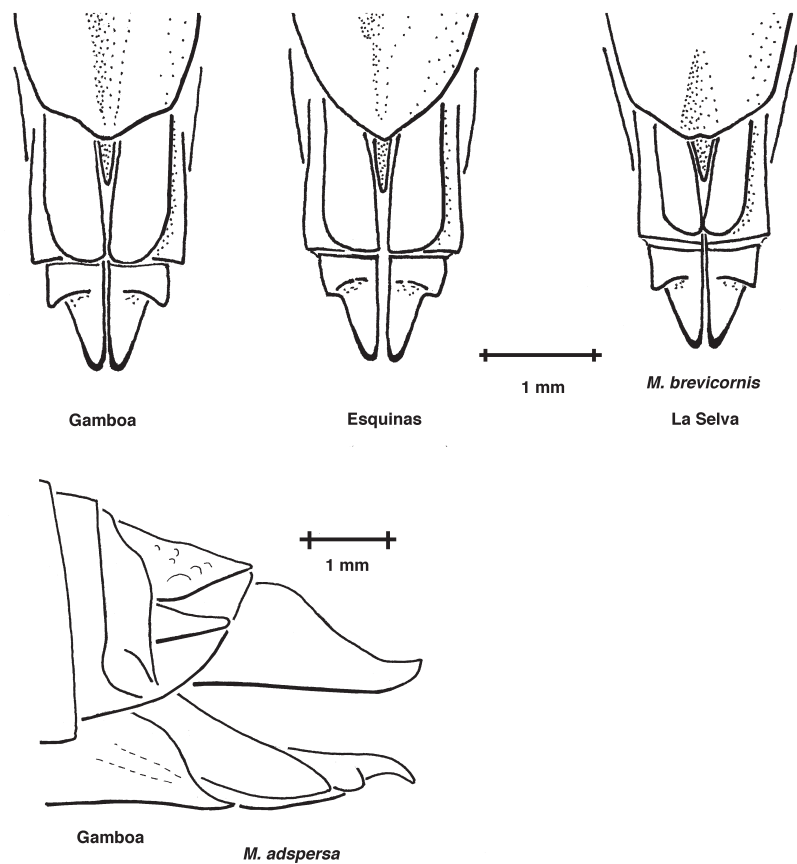 1 mm
M. brevicornis
Gamboa
Esquinas
La Selva
1 mm
Gamboa
M. adspersa